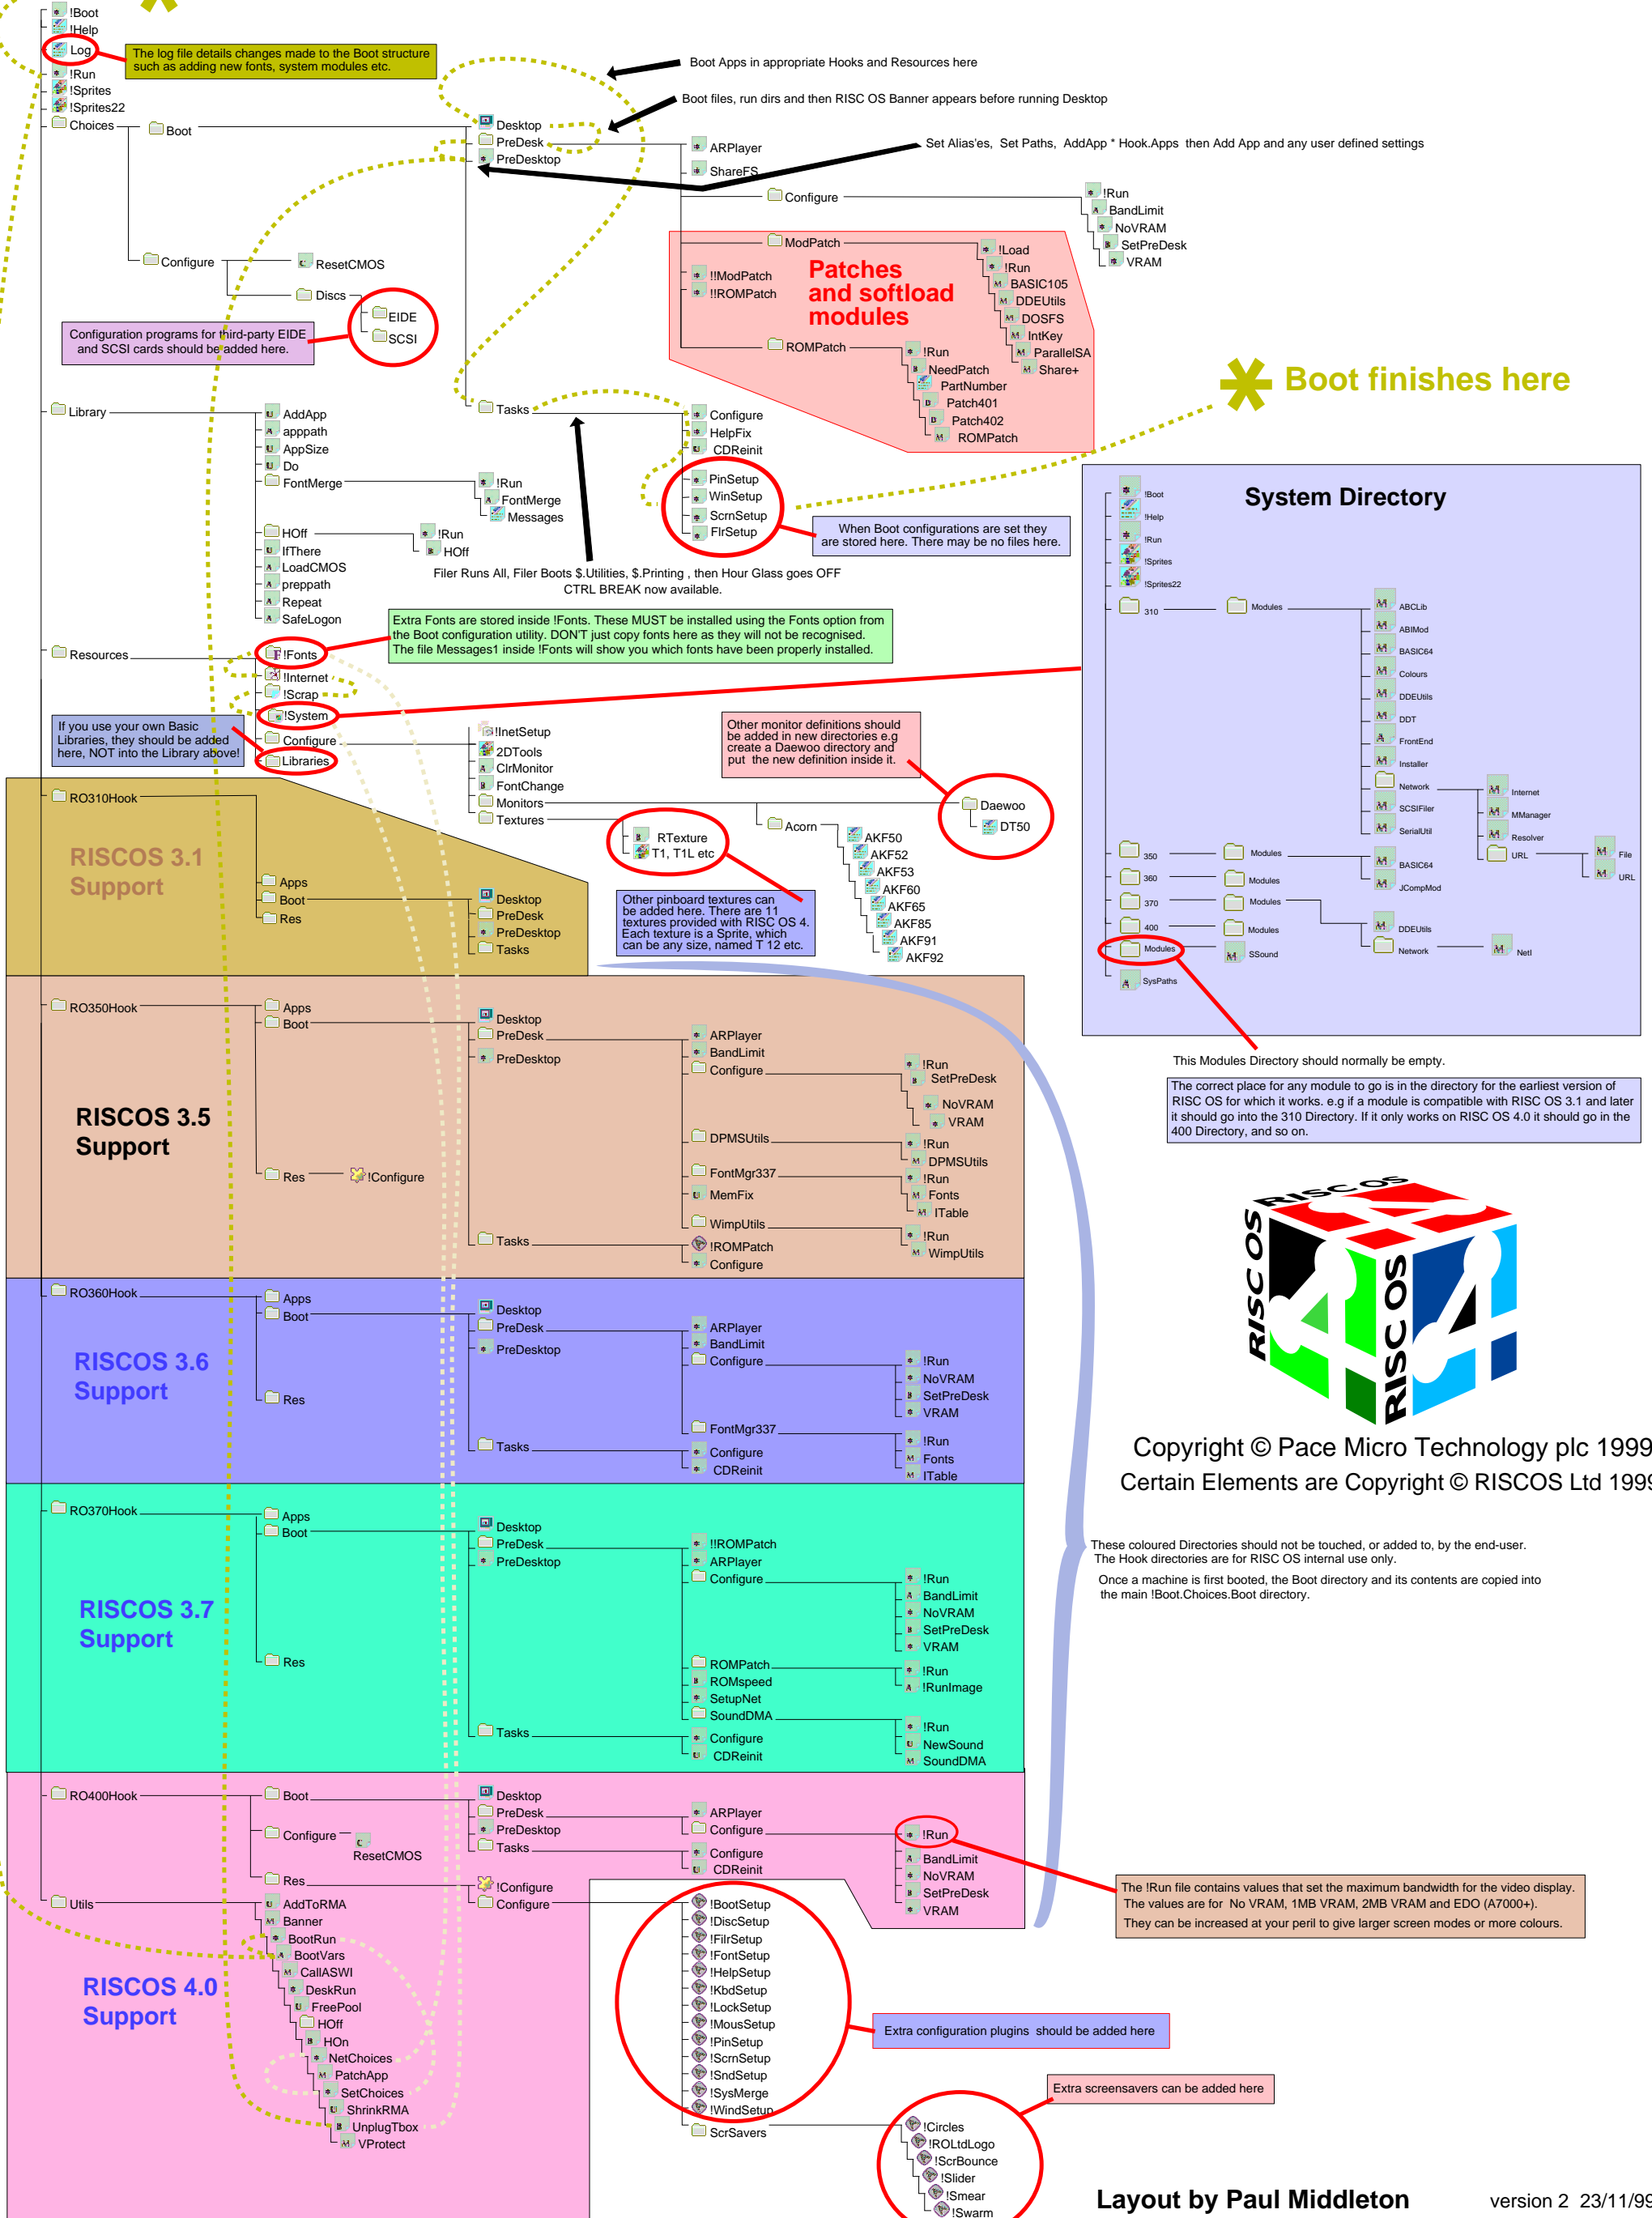 !Boot
!Help
Log
The log file details changes made to the Boot structure
such as adding new fonts, system modules etc.
!Run
!Sprites
!Sprites22
Choices
Boot
Boot Apps in appropriate Hooks and Resources here
Boot files, run dirs and then RISC OS Banner appears before running Desktop
Set Alias'es, Set Paths, AddApp * Hook.Apps then Add App and any user defined settings
Desktop
PreDesk
PreDesktop
ARPlayer
ShareFS
Configure
!Run
BandLimit
NoVRAM
SetPreDesk
VRAM
ModPatch
!Load
!Run
BASIC105
DDEUtils
DOSFS
IntKey
ParallelSA
Share+
!!ModPatch
!!ROMPatch
Patches
and softload
modules
ROMPatch
!Run
NeedPatch
PartNumber
Patch401
Patch402
ROMPatch
Configure
ResetCMOS
Discs
EIDE
SCSI
Configuration programs for third-party EIDE
and SCSI cards should be added here.
Boot finishes here
Library
AddApp
apppath
AppSize
Do
FontMerge
!Run
FontMerge
Messages
HOff
!Run
HOff
IfThere
LoadCMOS
preppath
Repeat
SafeLogon
Tasks
Configure
HelpFix
CDReinit
PinSetup
WinSetup
ScrnSetup
FlrSetup
When Boot configurations are set they
are stored here. There may be no files here.
Filer Runs All, Filer Boots $.Utilities, $.Printing , then Hour Glass goes OFF
CTRL BREAK now available.
Extra Fonts are stored inside !Fonts. These MUST be installed using the Fonts option from
the Boot configuration utility. DON'T just copy fonts here as they will not be recognised.
The file Messages1 inside !Fonts will show you which fonts have been properly installed.
Resources
!Fonts
!Internet
!Scrap
!System
Configure
Libraries
If you use your own Basic
Libraries, they should be added
here, NOT into the Library above!
!InetSetup
2DTools
ClrMonitor
FontChange
Monitors
Textures
Other monitor definitions should
be added in new directories e.g
create a Daewoo directory and
put the new definition inside it.
Daewoo
DT50
Acorn
AKF50
AKF52
AKF53
AKF60
AKF65
AKF85
AKF91
AKF92
RTexture
T1, T1L etc
Other pinboard textures can
be added here. There are 11
textures provided with RISC OS 4.
Each texture is a Sprite, which
can be any size, named T 12 etc.
System Directory
!Boot
!Help
!Run
!Sprites
!Sprites22
310
Modules
ABCLib
ABIMod
BASIC64
Colours
DDEUtils
DDT
FrontEnd
Installer
Network
Internet
MManager
Resolver
URL
File
URL
SCSIFiler
SerialUtil
350
Modules
BASIC64
JCompMod
360
Modules
370
Modules
DDEUtils
Network
NetI
400
Modules
Modules
SSound
SysPaths
This Modules Directory should normally be empty.
The correct place for any module to go is in the directory for the earliest version of
RISC OS for which it works. e.g if a module is compatible with RISC OS 3.1 and later
it should go into the 310 Directory. If it only works on RISC OS 4.0 it should go in the
400 Directory, and so on.
RO310Hook
RISCOS 3.1
Support
Apps
Boot
Res
Desktop
PreDesk
PreDesktop
Tasks
RO350Hook
RISCOS 3.5
Support
Apps
Boot
Res
!Configure
Desktop
PreDesk
PreDesktop
Tasks
ARPlayer
BandLimit
Configure
!Run
SetPreDesk
NoVRAM
VRAM
DPMSUtils
!Run
DPMSUtils
FontMgr337
!Run
Fonts
ITable
MemFix
WimpUtils
!Run
WimpUtils
!ROMPatch
Configure
RO360Hook
RISCOS 3.6
Support
Apps
Boot
Res
Desktop
PreDesk
PreDesktop
Tasks
ARPlayer
BandLimit
Configure
!Run
NoVRAM
SetPreDesk
VRAM
FontMgr337
!Run
Fonts
ITable
Configure
CDReinit
RISC OS
RISC OS
RISC OS
4
4
4
Copyright © Pace Micro Technology plc 1999
Certain Elements are Copyright © RISCOS Ltd 1999
RO370Hook
RISCOS 3.7
Support
Apps
Boot
Res
Desktop
PreDesk
PreDesktop
Tasks
!!ROMPatch
ARPlayer
Configure
!Run
BandLimit
NoVRAM
SetPreDesk
VRAM
ROMPatch
!Run
!RunImage
ROMspeed
SetupNet
SoundDMA
!Run
NewSound
SoundDMA
Configure
CDReinit
These coloured Directories should not be touched, or added to, by the end-user.
The Hook directories are for RISC OS internal use only.
Once a machine is first booted, the Boot directory and its contents are copied into
the main !Boot.Choices.Boot directory.
RO400Hook
RISCOS 4.0
Support
Boot
Configure
ResetCMOS
Res
!Configure
Configure
Desktop
PreDesk
PreDesktop
Tasks
ARPlayer
Configure
!Run
BandLimit
NoVRAM
SetPreDesk
VRAM
Configure
CDReinit
The !Run file contains values that set the maximum bandwidth for the video display.
The values are for No VRAM, 1MB VRAM, 2MB VRAM and EDO (A7000+).
They can be increased at your peril to give larger screen modes or more colours.
Utils
AddToRMA
Banner
BootRun
BootVars
CallASWI
DeskRun
FreePool
HOff
HOn
NetChoices
PatchApp
SetChoices
ShrinkRMA
UnplugTbox
VProtect
!BootSetup
!DiscSetup
!FilrSetup
!FontSetup
!HelpSetup
!KbdSetup
!LockSetup
!MousSetup
!PinSetup
!ScrnSetup
!SndSetup
!SysMerge
!WindSetup
ScrSavers
Extra configuration plugins should be added here
Extra screensavers can be added here
!Circles
!ROLtdLogo
!ScrBounce
!Slider
!Smear
!Swarm
Layout by Paul Middleton
version 2 23/11/99